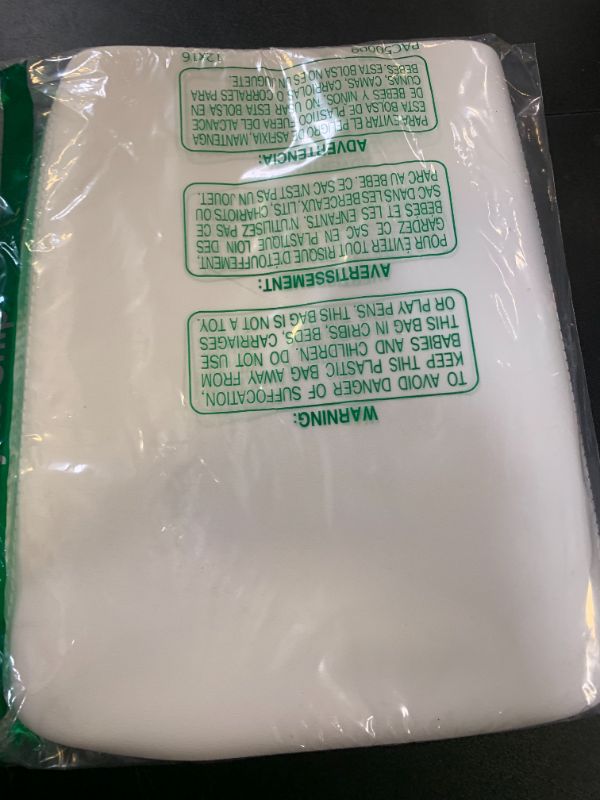 WARNING:
TO AVOID DANGER OF SUFFOCATION,
KEEP THIS PLASTIC BAG AWAY FROM
BABIES AND CHILDREN. DO NOT USE
THIS BAG IN CRIBS, BEDS, CARRIAGES
OR PLAY PENS. THIS BAG IS NOT A TOY.
AVERTISSEMENT:
POUR ÉVITER TOUT RISQUE D'ÉTOUFFEMENT,
GARDEZ CE SAC EN PLASTIQUE LOIN DES
BEBES ET LES ENFANTS. N'UTILISEZ PAS CE
SAC DANS LES BERCEAUX, LITS, CHARIOTS OU
PARC AU BEBE. CE SAC N'EST PAS UN JOUET.
ADVERTENCIA:
PARA EVITAR EL PELIGRO DE ASFIXIA, MANTENGA
ESTA BOLSA DE PLASTICO FUERA DEL ALCANCE
DE BEBES Y NIÑOS. NO USAR ESTA BOLSA EN
CUNAS, CAMAS, CARRIOLAS O CORRALES PARA
BEBES. ESTA BOLSA NO ES UN JUGUETE.
PAC50009 12X16